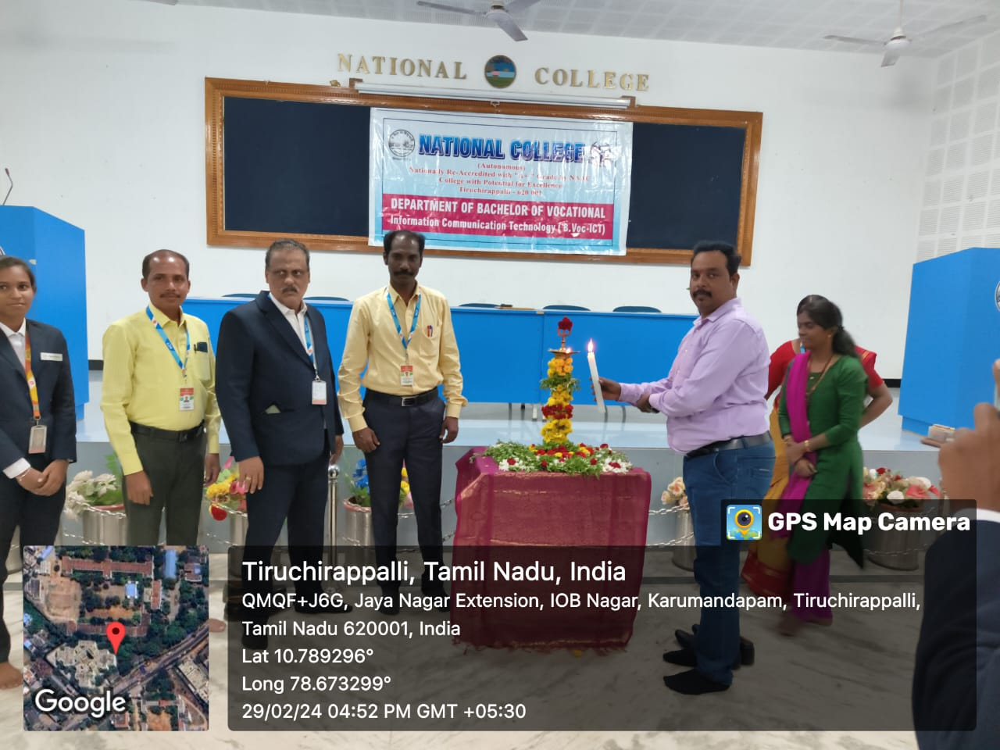 NATIONAL COLLEGE
NATIONAL COLLEGE
(Autonomous)
Nationally Re-Accredited with "A+" Grade by NAAC
College with Potential for Excellence
Tiruchirappalli - 620 001
DEPARTMENT OF BACHELOR OF VOCATIONAL
Information Communication Technology ( B.Voc-ICT)
GPS Map Camera
Tiruchirappalli, Tamil Nadu, India
QMQF+J6G, Jaya Nagar Extension, IOB Nagar, Karumandapam, Tiruchirappalli,
Tamil Nadu 620001, India
Lat 10.789296°
Long 78.673299°
29/02/24 04:52 PM GMT +05:30
Google